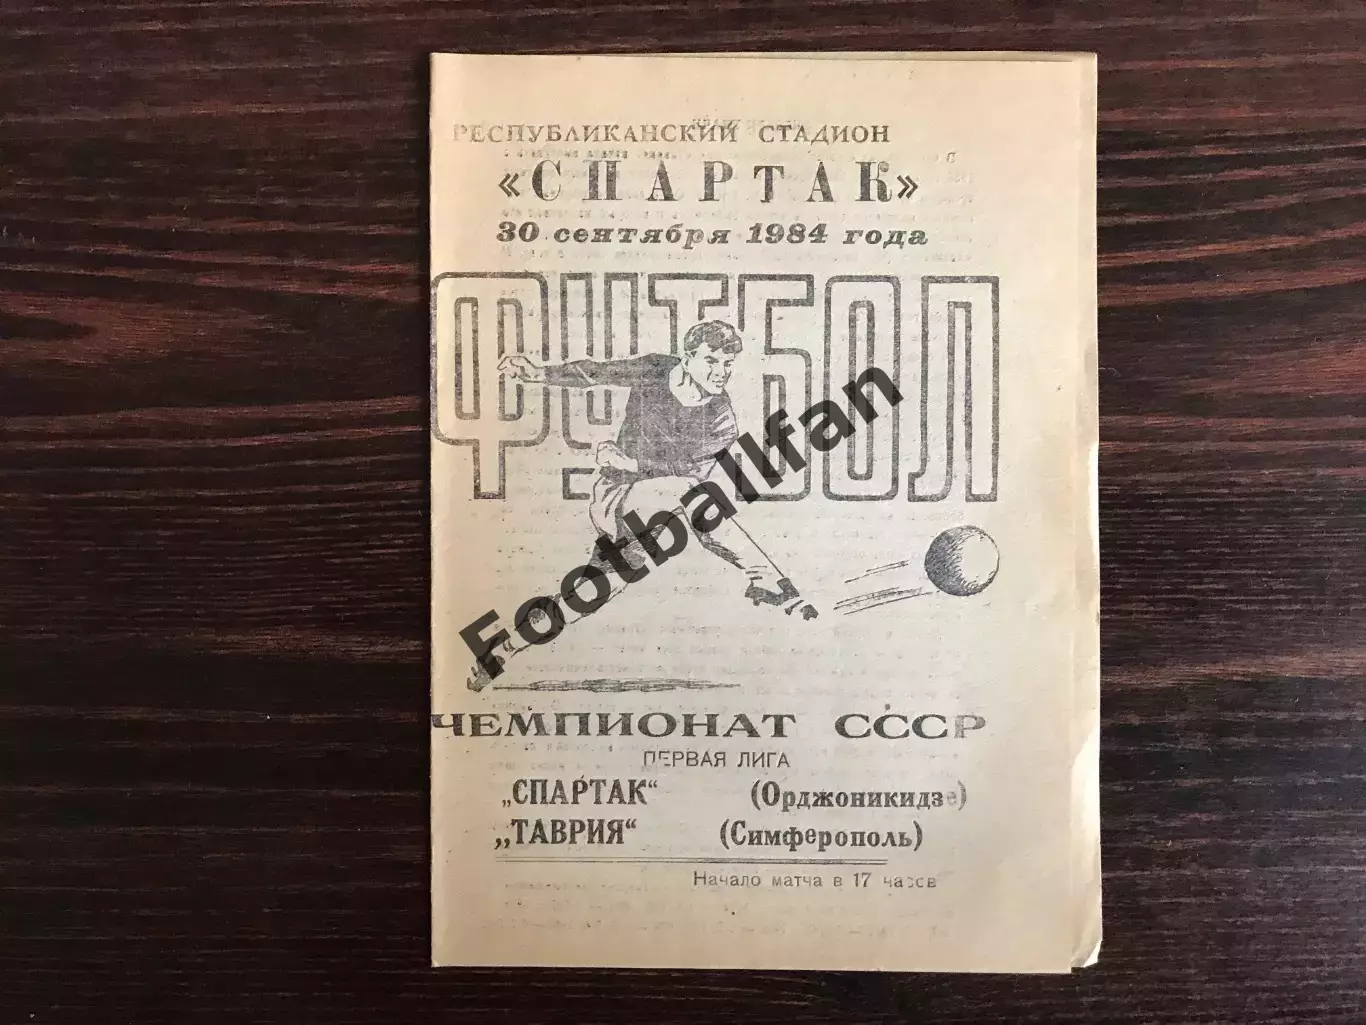 РЕСПУБЛИКАНСКИЙ СТАДИОН
«СПАРТАК»
30 сентября 1984 года
ФУТБОЛ
Footballfan
ЧЕМПИОНАТ СССР
ПЕРВАЯ ЛИГА
„СПАРТАК“ (Орджоникидзе)
„ТАВРИЯ“ (Симферополь)
Начало матча в 17 часов